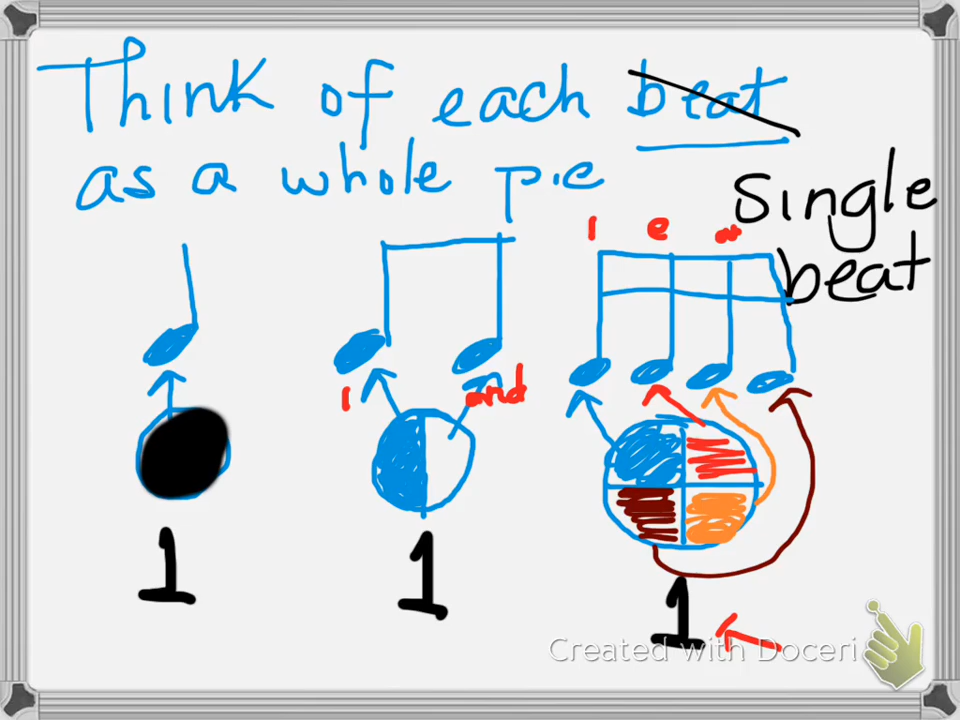 Think of each beat
as a whole pie
single
beat
1 e
1 and
1 1 1
Created with Doceri